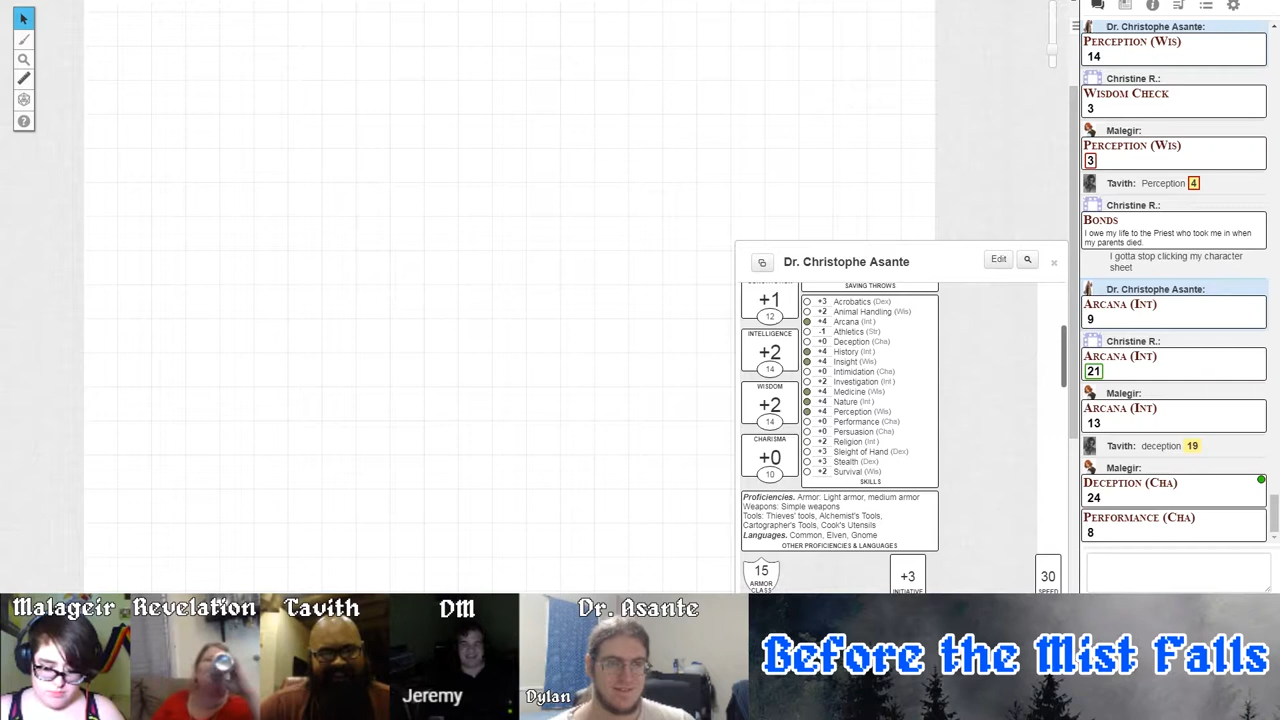 Dr. Christophe Asante:
PERCEPTION (WIS)
14
Christine R.:
WISDOM CHECK
3
Malegir:
PERCEPTION (WIS)
3
Tavith: Perception 4
Christine R.:
BONDS
I owe my life to the Priest who took me in when
my parents died.
I gotta stop clicking my character
sheet
Dr. Christophe Asante:
ARCANA (INT)
9
Christine R.:
ARCANA (INT)
21
Malegir:
ARCANA (INT)
13
Tavith: deception 19
Malegir:
DECEPTION (CHA)
24
PERFORMANCE (CHA)
8
Dr. Christophe Asante
Edit
+1
12
INTELLIGENCE
+2
14
WISDOM
+2
14
CHARISMA
+0
10
SAVING THROWS
+3 Acrobatics (Dex)
+2 Animal Handling (Wis)
+4 Arcana (Int)
-1 Athletics (Str)
+0 Deception (Cha)
+4 History (Int)
+4 Insight (Wis)
+0 Intimidation (Cha)
+2 Investigation (Int)
+4 Medicine (Wis)
+4 Nature (Int)
+4 Perception (Wis)
+0 Performance (Cha)
+0 Persuasion (Cha)
+2 Religion (Int)
+3 Sleight of Hand (Dex)
+3 Stealth (Dex)
+2 Survival (Wis)
SKILLS
Proficiencies. Armor: Light armor, medium armor
Weapons: Simple weapons
Tools: Thieves' tools, Alchemist's Tools,
Cartographer's Tools, Cook's Utensils
Languages. Common, Elven, Gnome
OTHER PROFICIENCIES & LANGUAGES
15
ARMOR
CLASS
+3
INITIATIVE
30
SPEED
Malageir
Revelation
Tavith
DM
Jeremy
Dr. Asante
Dylan
Before the Mist Falls